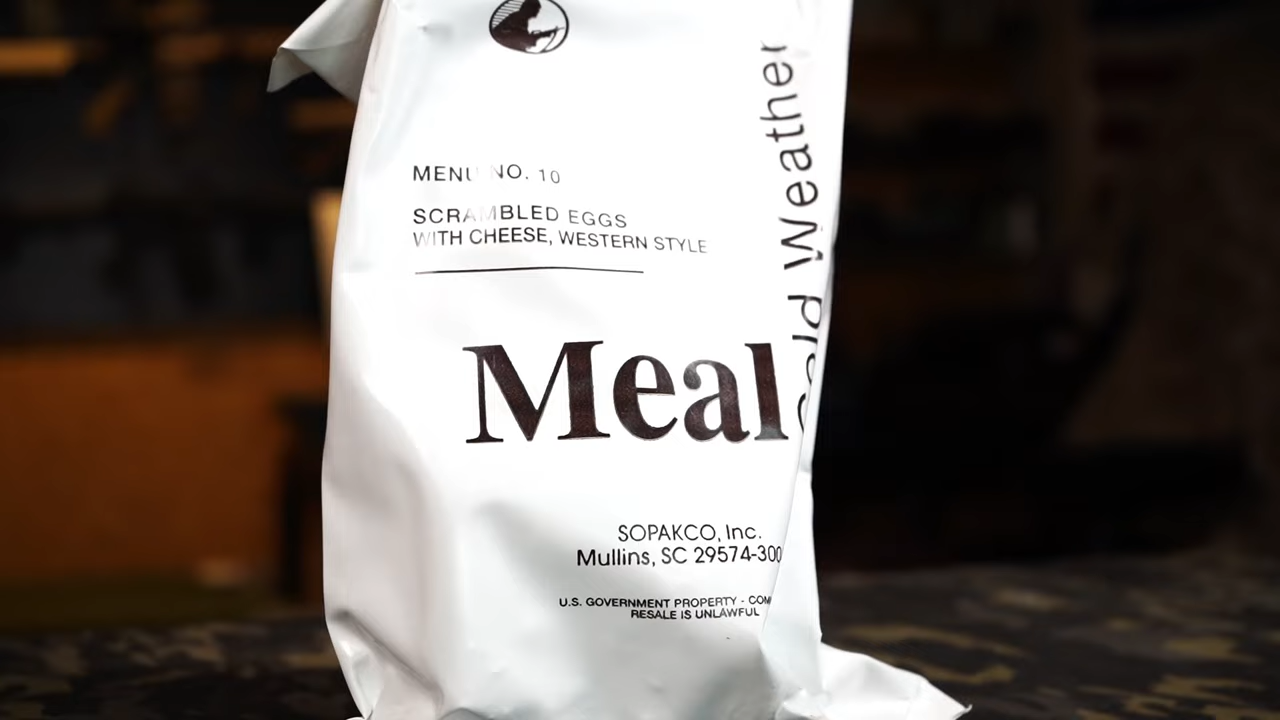 MENU NO. 10
SCRAMBLED EGGS
WITH CHEESE, WESTERN STYLE
Meal
Cold Weather
SOPAKCO, Inc.
Mullins, SC 29574-300
U.S. GOVERNMENT PROPERTY - COM
RESALE IS UNLAWFUL